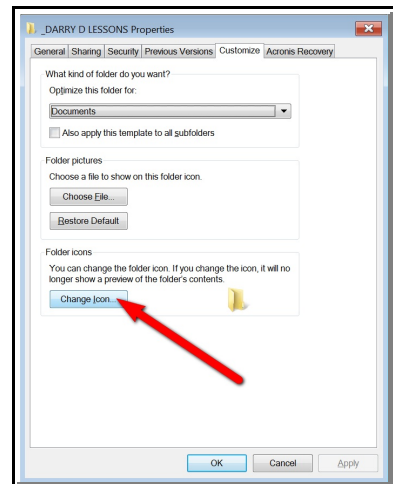 _DARRY D LESSONS Properties
General Sharing Security Previous Versions Customize Acronis Recovery
What kind of folder do you want?
Optimize this folder for:
Documents
Also apply this template to all subfolders
Folder pictures
Choose a file to show on this folder icon.
Choose File...
Restore Default
Folder icons
You can change the folder icon. If you change the icon, it will no
longer show a preview of the folder's contents.
Change Icon...
OK Cancel Apply